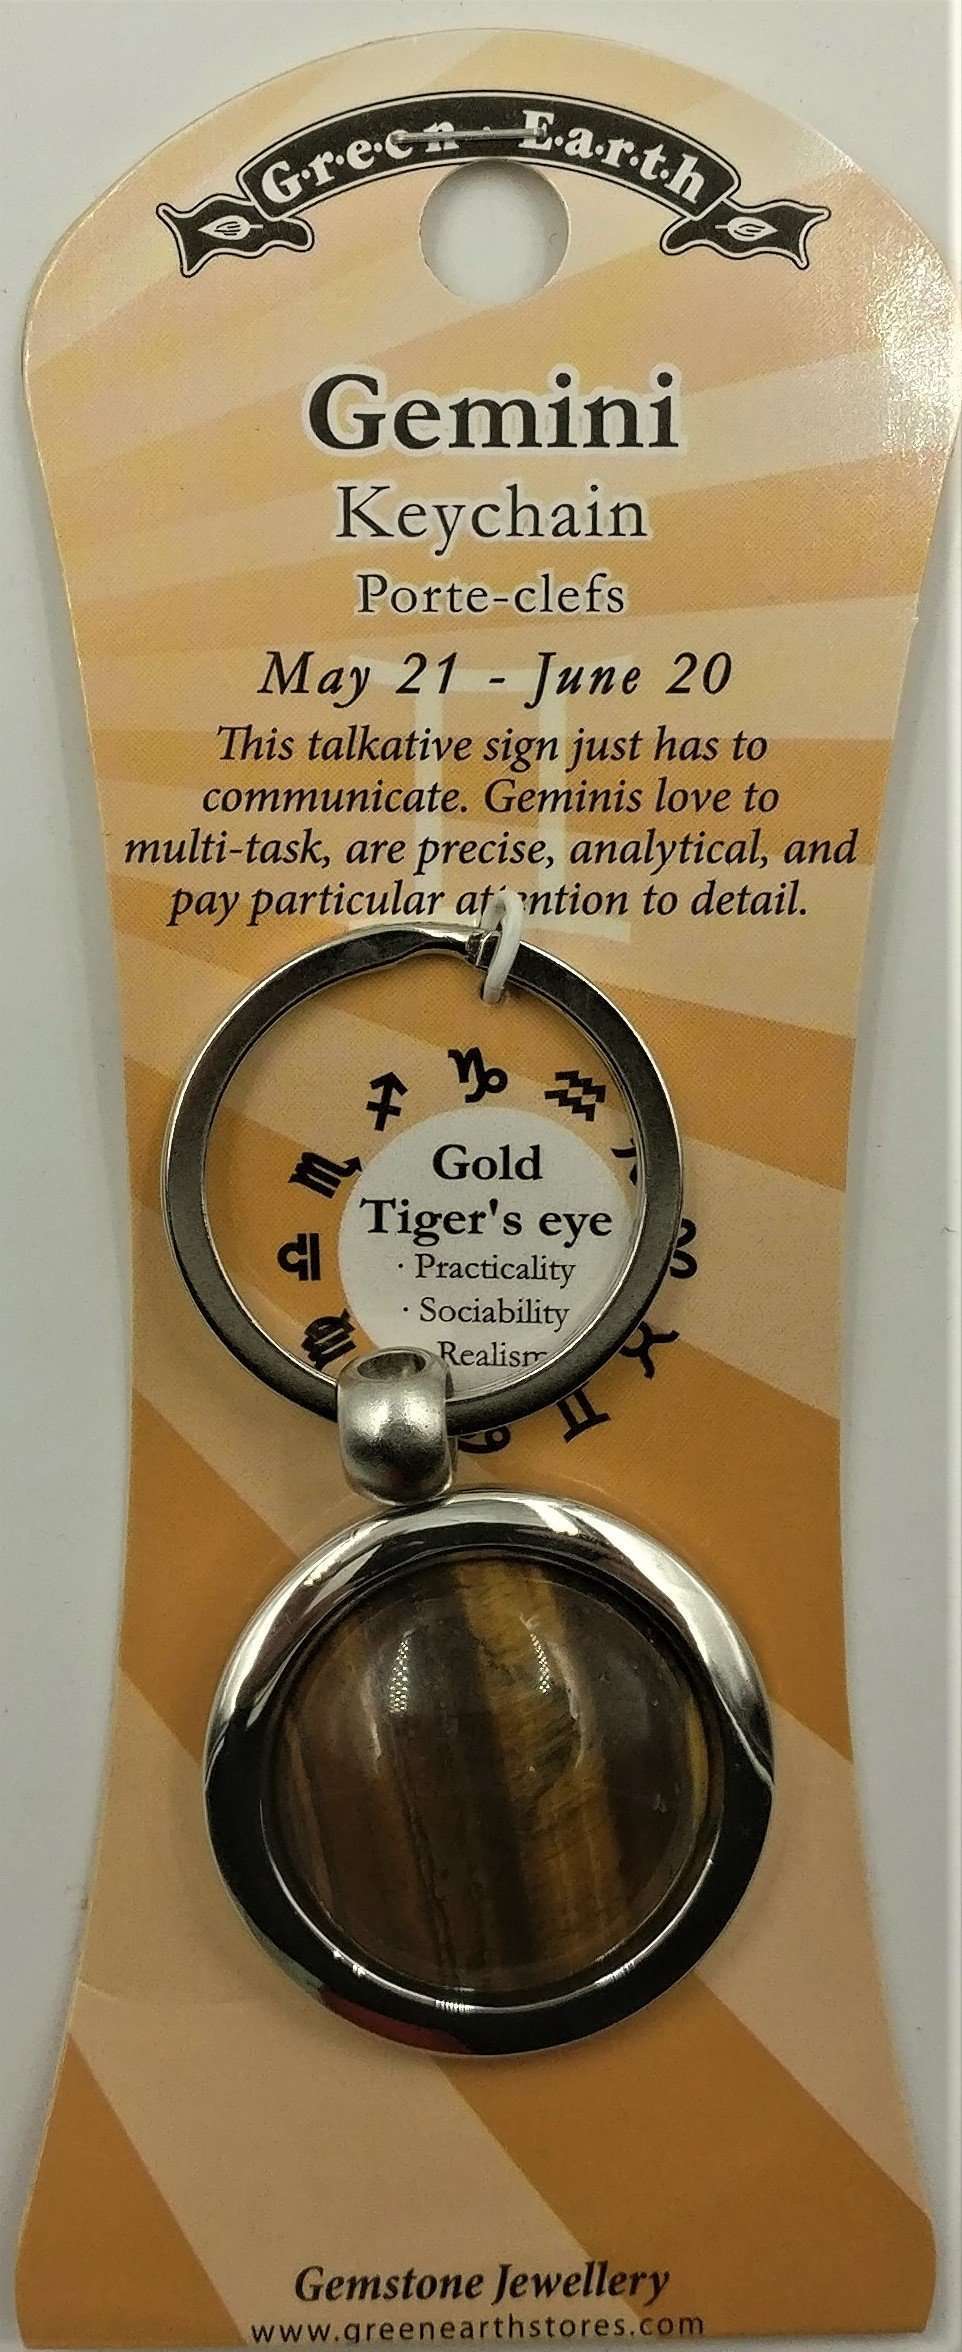 G·r·e·e·n · E·a·r·t·h
Gemini
Keychain
Porte-clefs
May 21 - June 20
This talkative sign just has to
communicate. Geminis love to
multi-task, are precise, analytical, and
pay particular attention to detail.
Gold
Tiger's eye
· Practicality
· Sociability
Realism
Gemstone Jewellery
www.greenearthstores.com